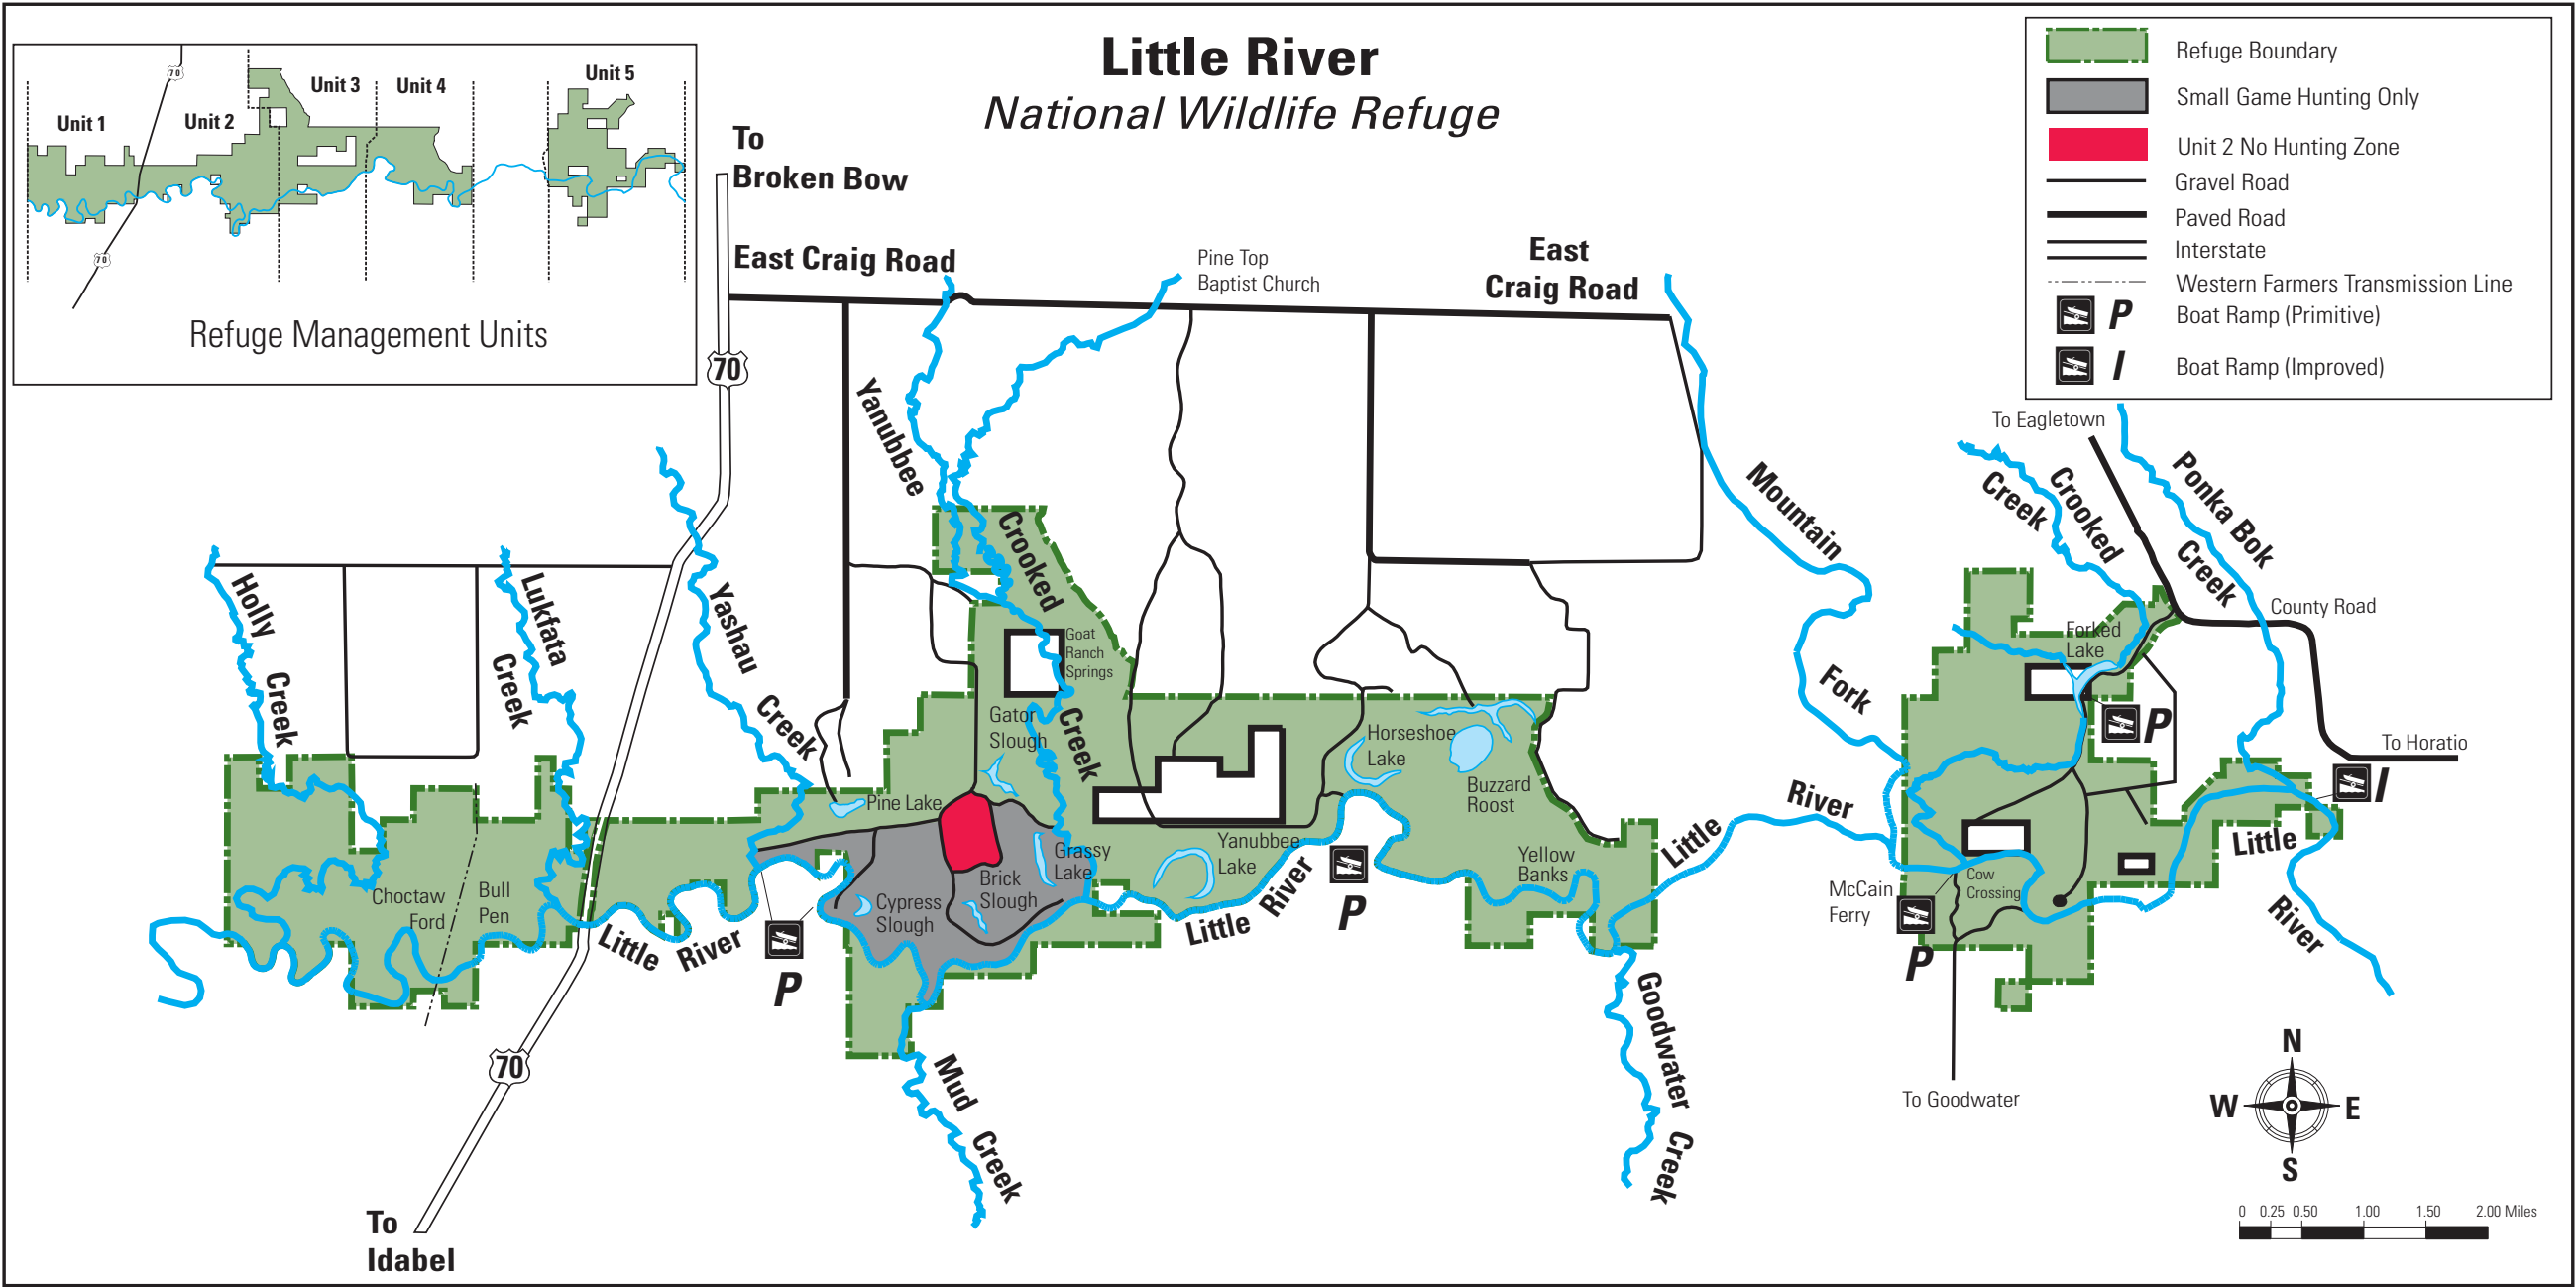 Little River
National Wildlife Refuge
Unit 1
Unit 2
Unit 3
Unit 4
Unit 5
70
70
Refuge Management Units
Refuge Boundary
Small Game Hunting Only
Unit 2 No Hunting Zone
Gravel Road
Paved Road
Interstate
Western Farmers Transmission Line
P
Boat Ramp (Primitive)
I
Boat Ramp (Improved)
To
Broken Bow
East Craig Road
Pine Top
Baptist Church
East
Craig Road
70
Yanubbee
Crooked
Creek
Mountain
Fork
To Eagletown
Crooked
Creek
Ponka Bok
Creek
County Road
To Horatio
Holly
Creek
Lukfata
Creek
Yashau
Creek
Goat
Ranch
Springs
Gator
Slough
Pine Lake
Horseshoe
Lake
Buzzard
Roost
Forked
Lake
P
I
Choctaw
Ford
Bull
Pen
Little
River
P
Cypress
Slough
Brick
Slough
Grassy
Lake
Yanubbee
Lake
Little
River
P
Yellow
Banks
Little
River
McCain
Ferry
P
Cow
Crossing
Little
River
Goodwater
Creek
Mud
Creek
To Goodwater
70
To
Idabel
N
W
E
S
0 0.25 0.50 1.00 1.50 2.00 Miles